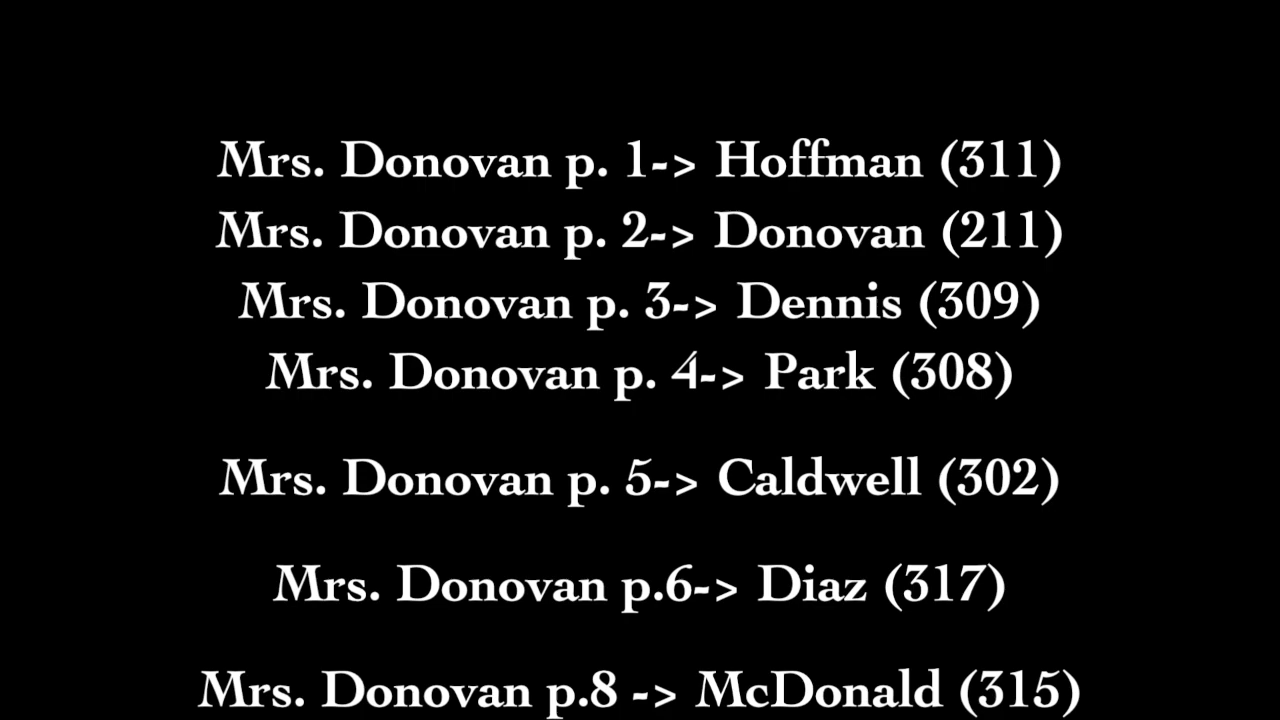 Mrs. Donovan p. 1-> Hoffman (311)
Mrs. Donovan p. 2-> Donovan (211)
Mrs. Donovan p. 3-> Dennis (309)
Mrs. Donovan p. 4-> Park (308)
Mrs. Donovan p. 5-> Caldwell (302)
Mrs. Donovan p.6-> Diaz (317)
Mrs. Donovan p.8 -> McDonald (315)